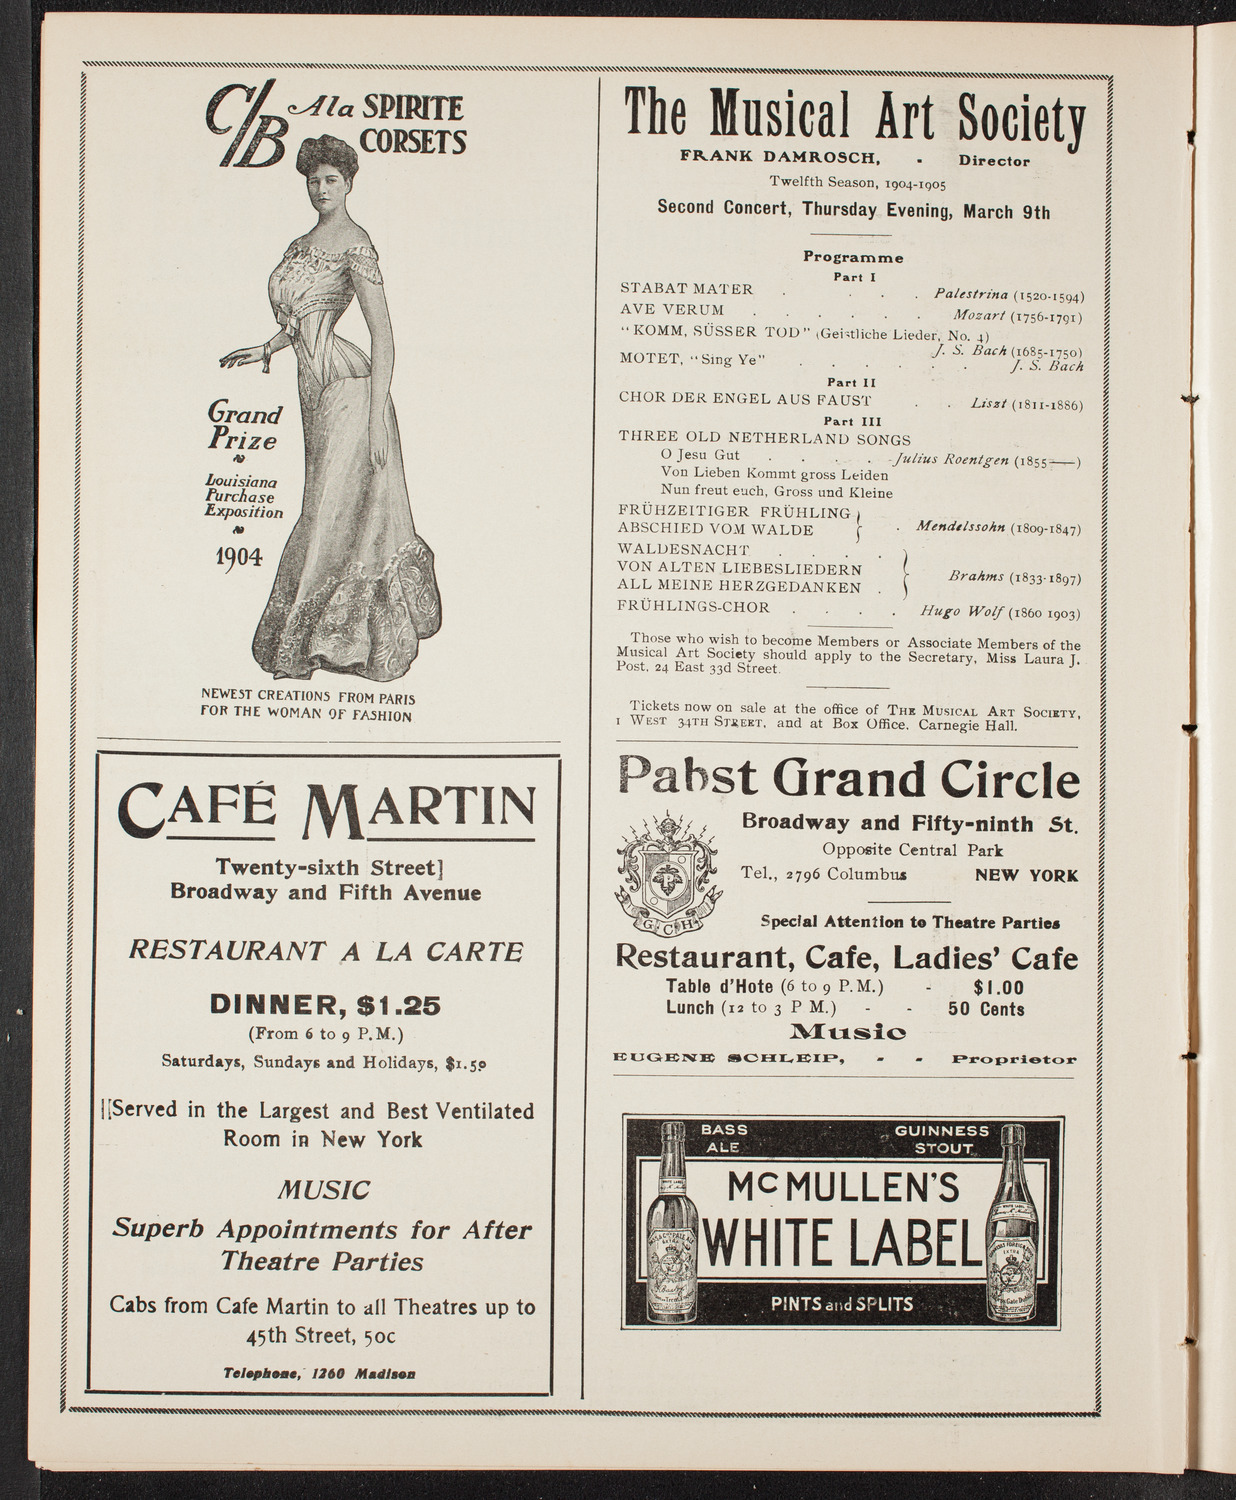 C/B Ala SPIRITE
CORSETS
Grand
Prize
Louisiana
Purchase
Exposition
1904
NEWEST CREATIONS FROM PARIS
FOR THE WOMAN OF FASHION
CAFÉ MARTIN
Twenty-sixth Street]
Broadway and Fifth Avenue
RESTAURANT A LA CARTE
DINNER, $1.25
(From 6 to 9 P.M.)
Saturdays, Sundays and Holidays, $1.50
[Served in the Largest and Best Ventilated
Room in New York
MUSIC
Superb Appointments for After
Theatre Parties
Cabs from Cafe Martin to all Theatres up to
45th Street, 50c
Telephone, 1260 Madison
The Musical Art Society
FRANK DAMROSCH, - Director
Twelfth Season, 1904-1905
Second Concert, Thursday Evening, March 9th
Programme
Part I
STABAT MATER . . . . Palestrina (1520-1594)
AVE VERUM . . . . . . Mozart (1756-1791)
"KOMM, SÜSSER TOD" (Geistliche Lieder, No. 4)
J. S. Bach (1685-1750)
MOTET, "Sing Ye" . . . . . . J. S. Bach
Part II
CHOR DER ENGEL AUS FAUST . . Liszt (1811-1886)
Part III
THREE OLD NETHERLAND SONGS
O Jesu Gut . . . . - Julius Roentgen (1855——)
Von Lieben Kommt gross Leiden
Nun freut euch, Gross und Kleine
FRÜHZEITIGER FRÜHLING
ABSCHIED VOM WALDE . Mendelssohn (1809-1847)
WALDESNACHT . . . .
VON ALTEN LIEBESLIEDERN
ALL MEINE HERZGEDANKEN . Brahms (1833-1897)
FRÜHLINGS-CHOR . . . . Hugo Wolf (1860 1903)
Those who wish to become Members or Associate Members of the
Musical Art Society should apply to the Secretary, Miss Laura J.
Post, 24 East 33d Street.
Tickets now on sale at the office of THE MUSICAL ART SOCIETY,
1 WEST 34TH STREET, and at Box Office, Carnegie Hall.
Pabst Grand Circle
Broadway and Fifty-ninth St.
Opposite Central Park
Tel., 2796 Columbus NEW YORK
P
G C H
Special Attention to Theatre Parties
Restaurant, Cafe, Ladies' Cafe
Table d'Hote (6 to 9 P.M.) - $1.00
Lunch (12 to 3 P M.) - - 50 Cents
Music
EUGENE SCHLEIP, - - Proprietor
BASS
ALE
GUINNESS
STOUT
MCMULLEN'S
WHITE LABEL
PINTS and SPLITS